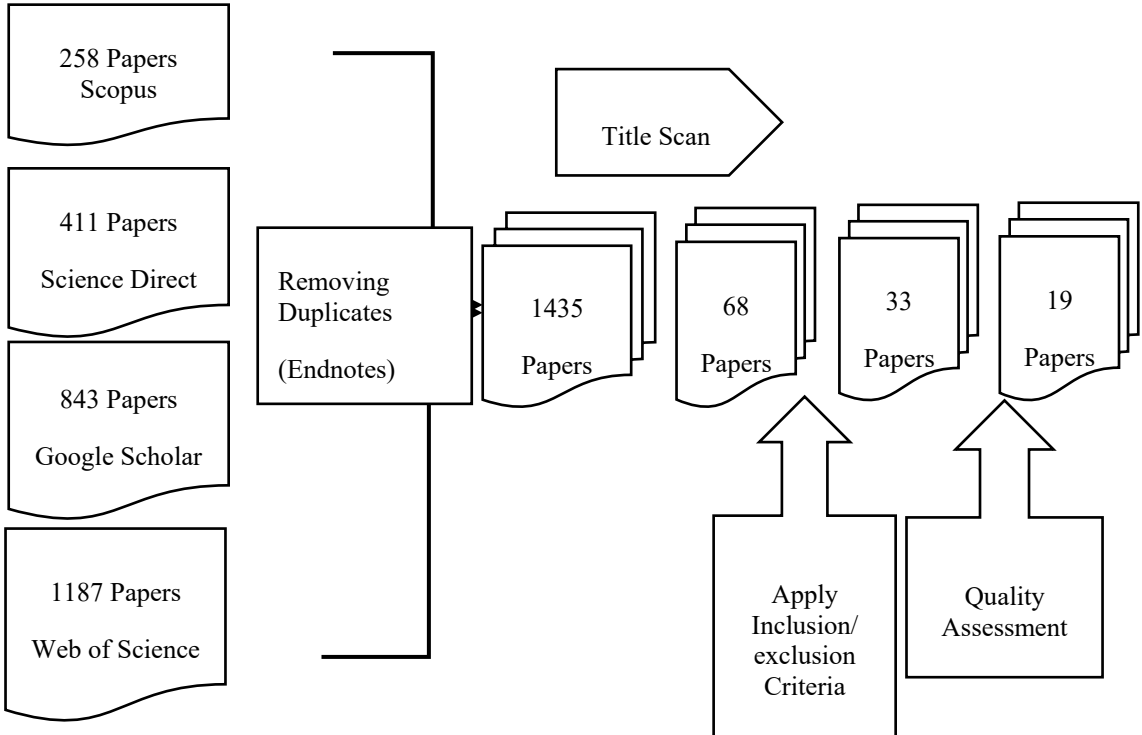 258 Papers
Scopus
411 Papers
Science Direct
843 Papers
Google Scholar
1187 Papers
Web of Science
Removing
Duplicates
(Endnotes)
Title Scan
1435
Papers
68
Papers
33
Papers
19
Papers
Apply
Inclusion/
exclusion
Criteria
Quality
Assessment